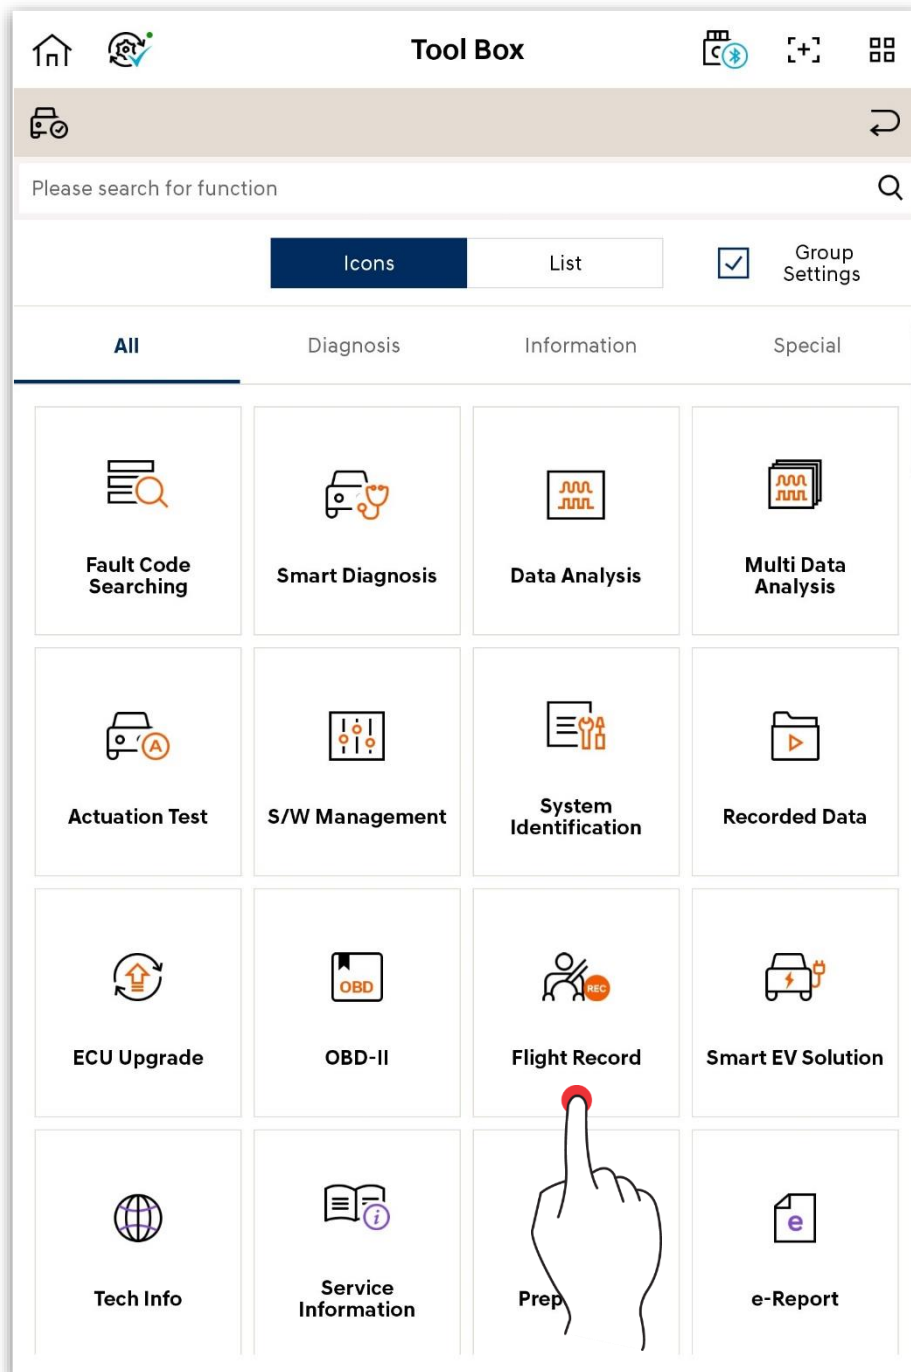 Tool Box
Please search for function
Icons
List
Group
Settings
All
Diagnosis
Information
Special
Fault Code
Searching
Smart Diagnosis
Data Analysis
Multi Data
Analysis
Actuation Test
S/W Management
System
Identification
Recorded Data
ECU Upgrade
OBD
OBD-II
REC
Flight Record
Smart EV Solution
Tech Info
i
Service
Information
Prep
e
e-Report